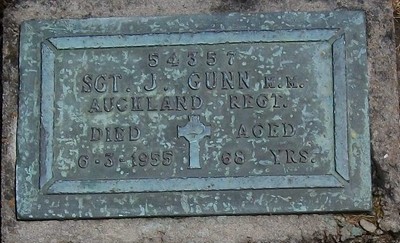 54357
SGT. J. GUNN M.M.
AUCKLAND REGT.
DIED AGED
6-3-1955 68 YRS.